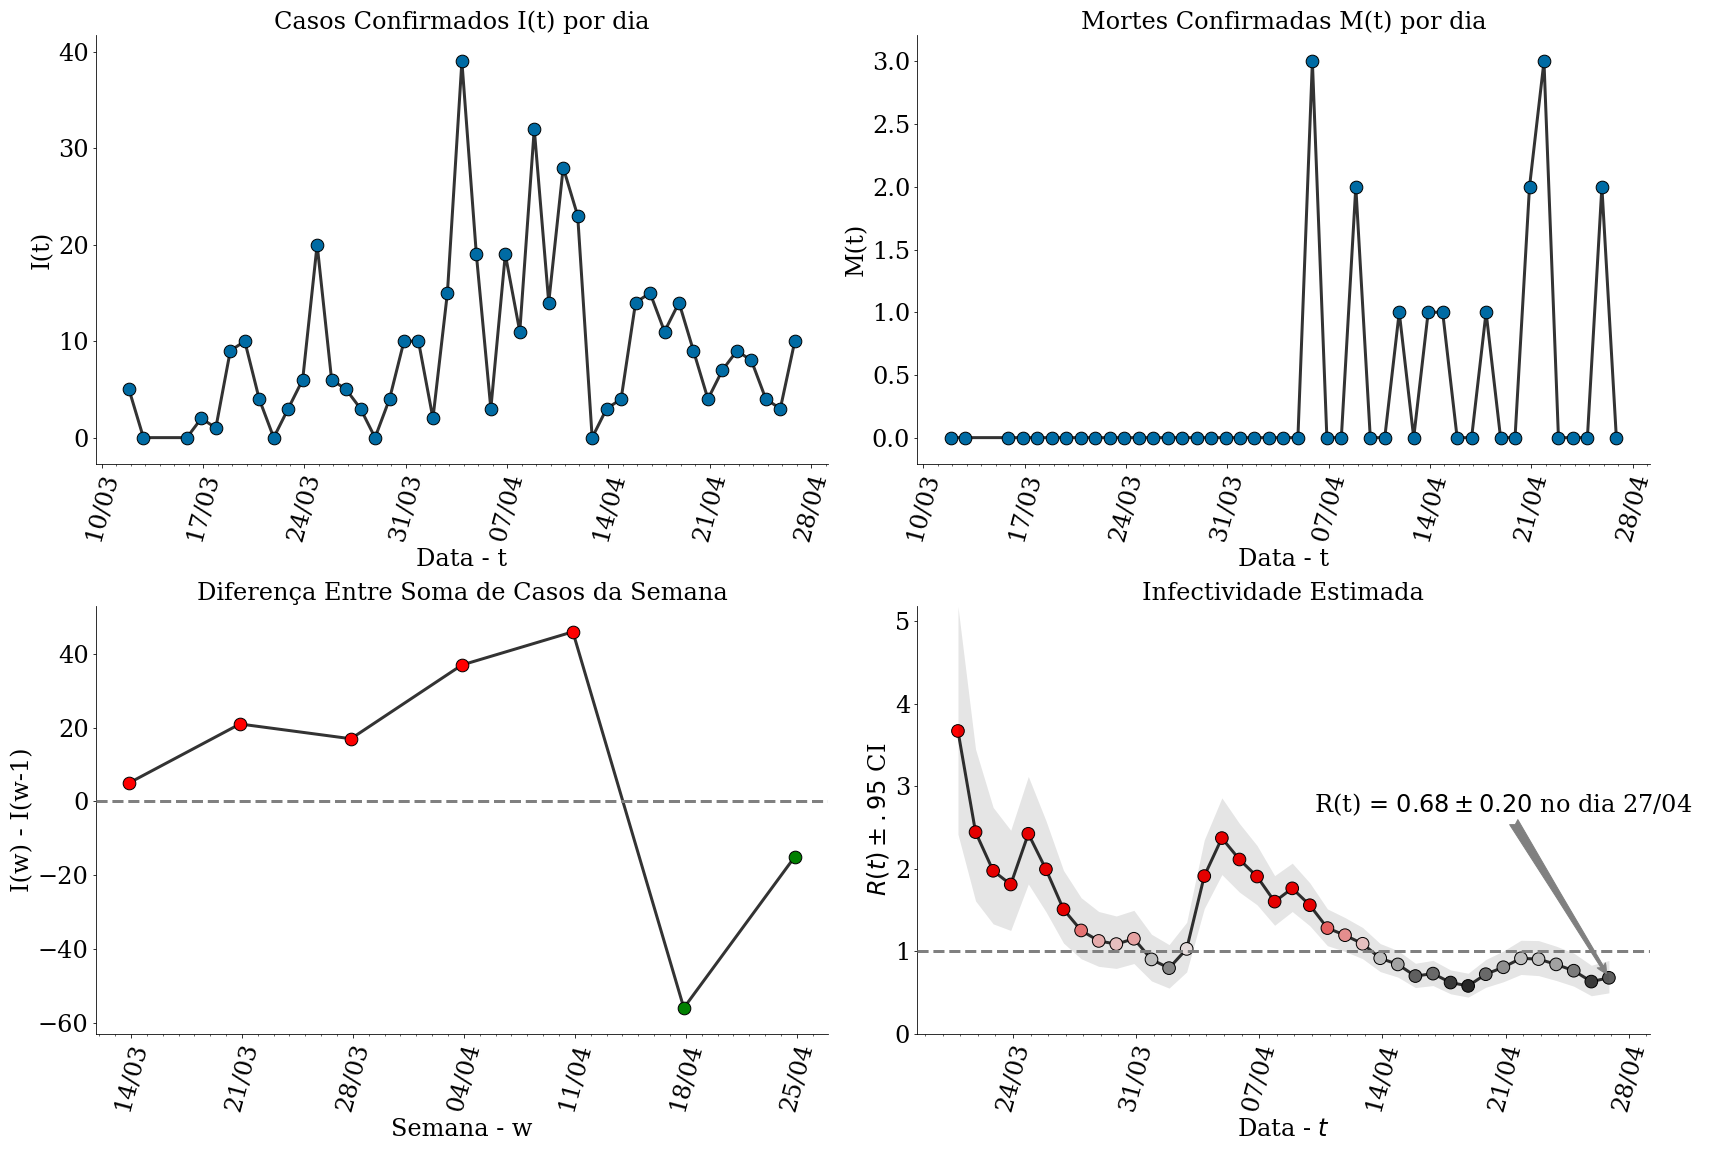 Casos Confirmados I(t) por dia
I(t)
40
30
20
10
0
10/03 17/03 24/03 31/03 07/04 14/04 21/04 28/04
Data - t
Mortes Confirmadas M(t) por dia
M(t)
3.0
2.5
2.0
1.5
1.0
0.5
0.0
10/03 17/03 24/03 31/03 07/04 14/04 21/04 28/04
Data - t
Diferença Entre Soma de Casos da Semana
I(w) - I(w-1)
40
20
0
−20
−40
−60
14/03 21/03 28/03 04/04 11/04 18/04 25/04
Semana - w
Infectividade Estimada
R(t) ± .95 CI
5
4
3
2
1
0
R(t) = 0.68 ± 0.20 no dia 27/04
24/03 31/03 07/04 14/04 21/04 28/04
Data - t